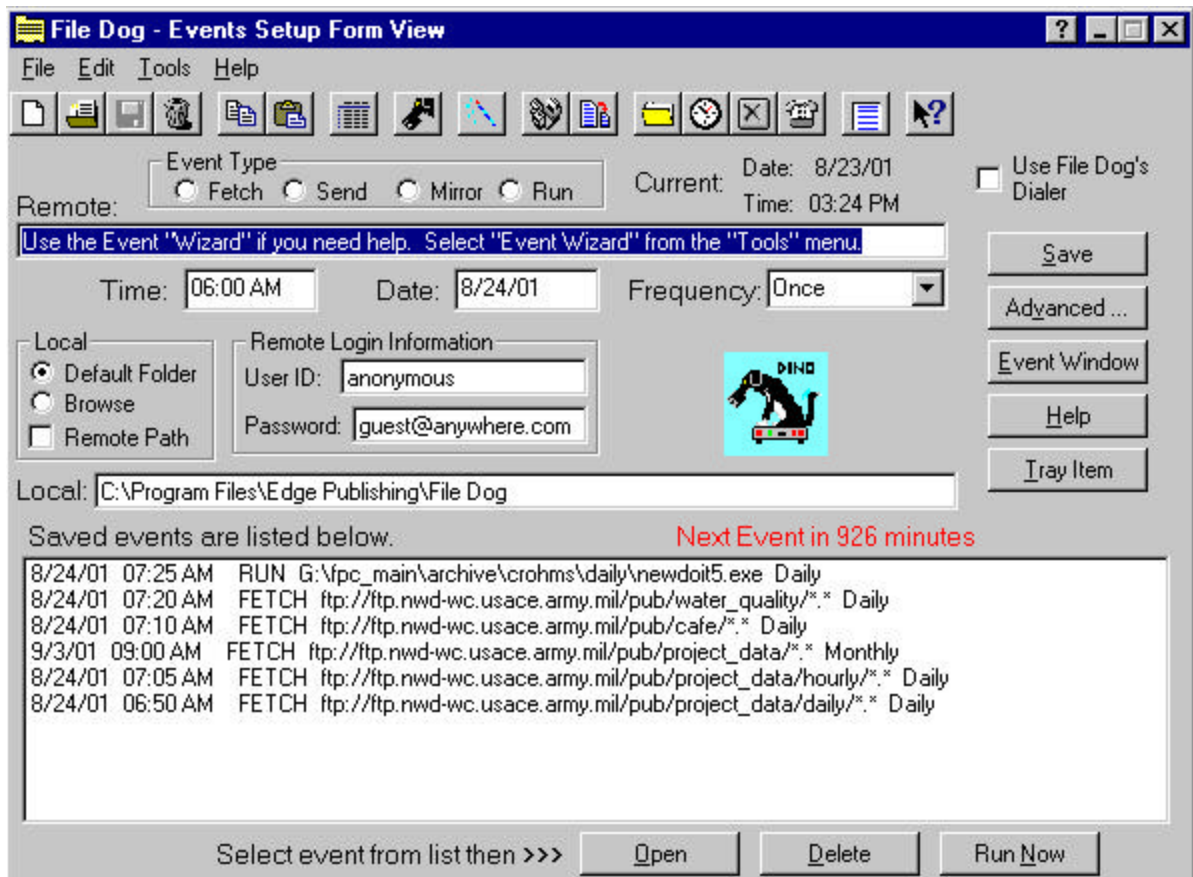 File Dog - Events Setup Form View
File Edit Tools Help
Event Type
Fetch Send Mirror Run
Current: Date: 8/23/01
Time: 03:24 PM
Use File Dog's
Dialer
Remote:
Use the Event "Wizard" if you need help. Select "Event Wizard" from the "Tools" menu.
Save
Time: 06:00 AM Date: 8/24/01 Frequency: Once
Advanced ...
Local
Default Folder
Browse
Remote Path
Remote Login Information
User ID: anonymous
Password: guest@anywhere.com
DINO
Event Window
Help
Tray Item
Local: C:\Program Files\Edge Publishing\File Dog
Saved events are listed below. Next Event in 926 minutes
8/24/01 07:25 AM RUN G:\fpc_main\archive\crohms\daily\newdoit5.exe Daily
8/24/01 07:20 AM FETCH ftp://ftp.nwd-wc.usace.army.mil/pub/water_quality/*.* Daily
8/24/01 07:10 AM FETCH ftp://ftp.nwd-wc.usace.army.mil/pub/cafe/*.* Daily
9/3/01 09:00 AM FETCH ftp://ftp.nwd-wc.usace.army.mil/pub/project_data/*.* Monthly
8/24/01 07:05 AM FETCH ftp://ftp.nwd-wc.usace.army.mil/pub/project_data/hourly/*.* Daily
8/24/01 06:50 AM FETCH ftp://ftp.nwd-wc.usace.army.mil/pub/project_data/daily/*.* Daily
Select event from list then >>> Open Delete Run Now